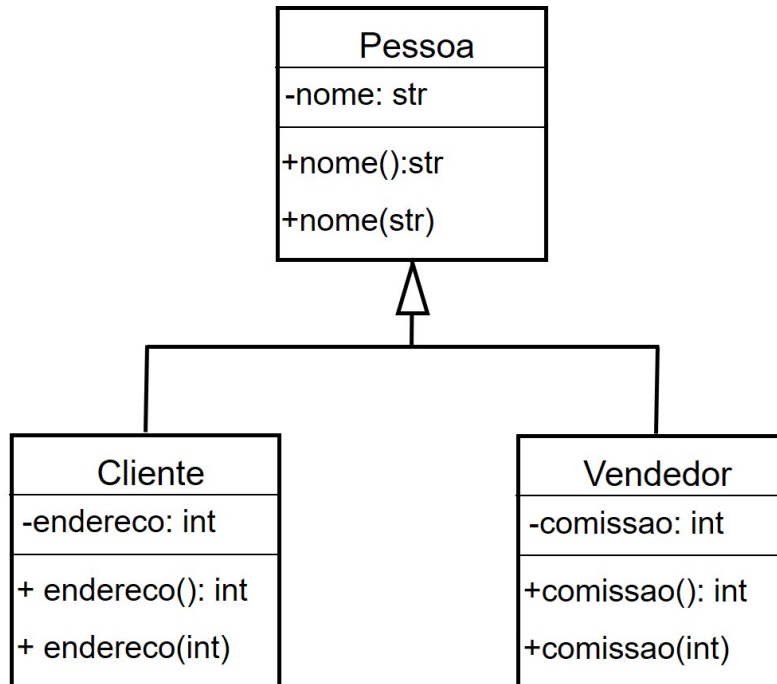 Pessoa
-nome: str
+nome():str
+nome(str)
Cliente
-endereco: int
+ endereco(): int
+ endereco(int)
Vendedor
-comissao: int
+comissao(): int
+comissao(int)